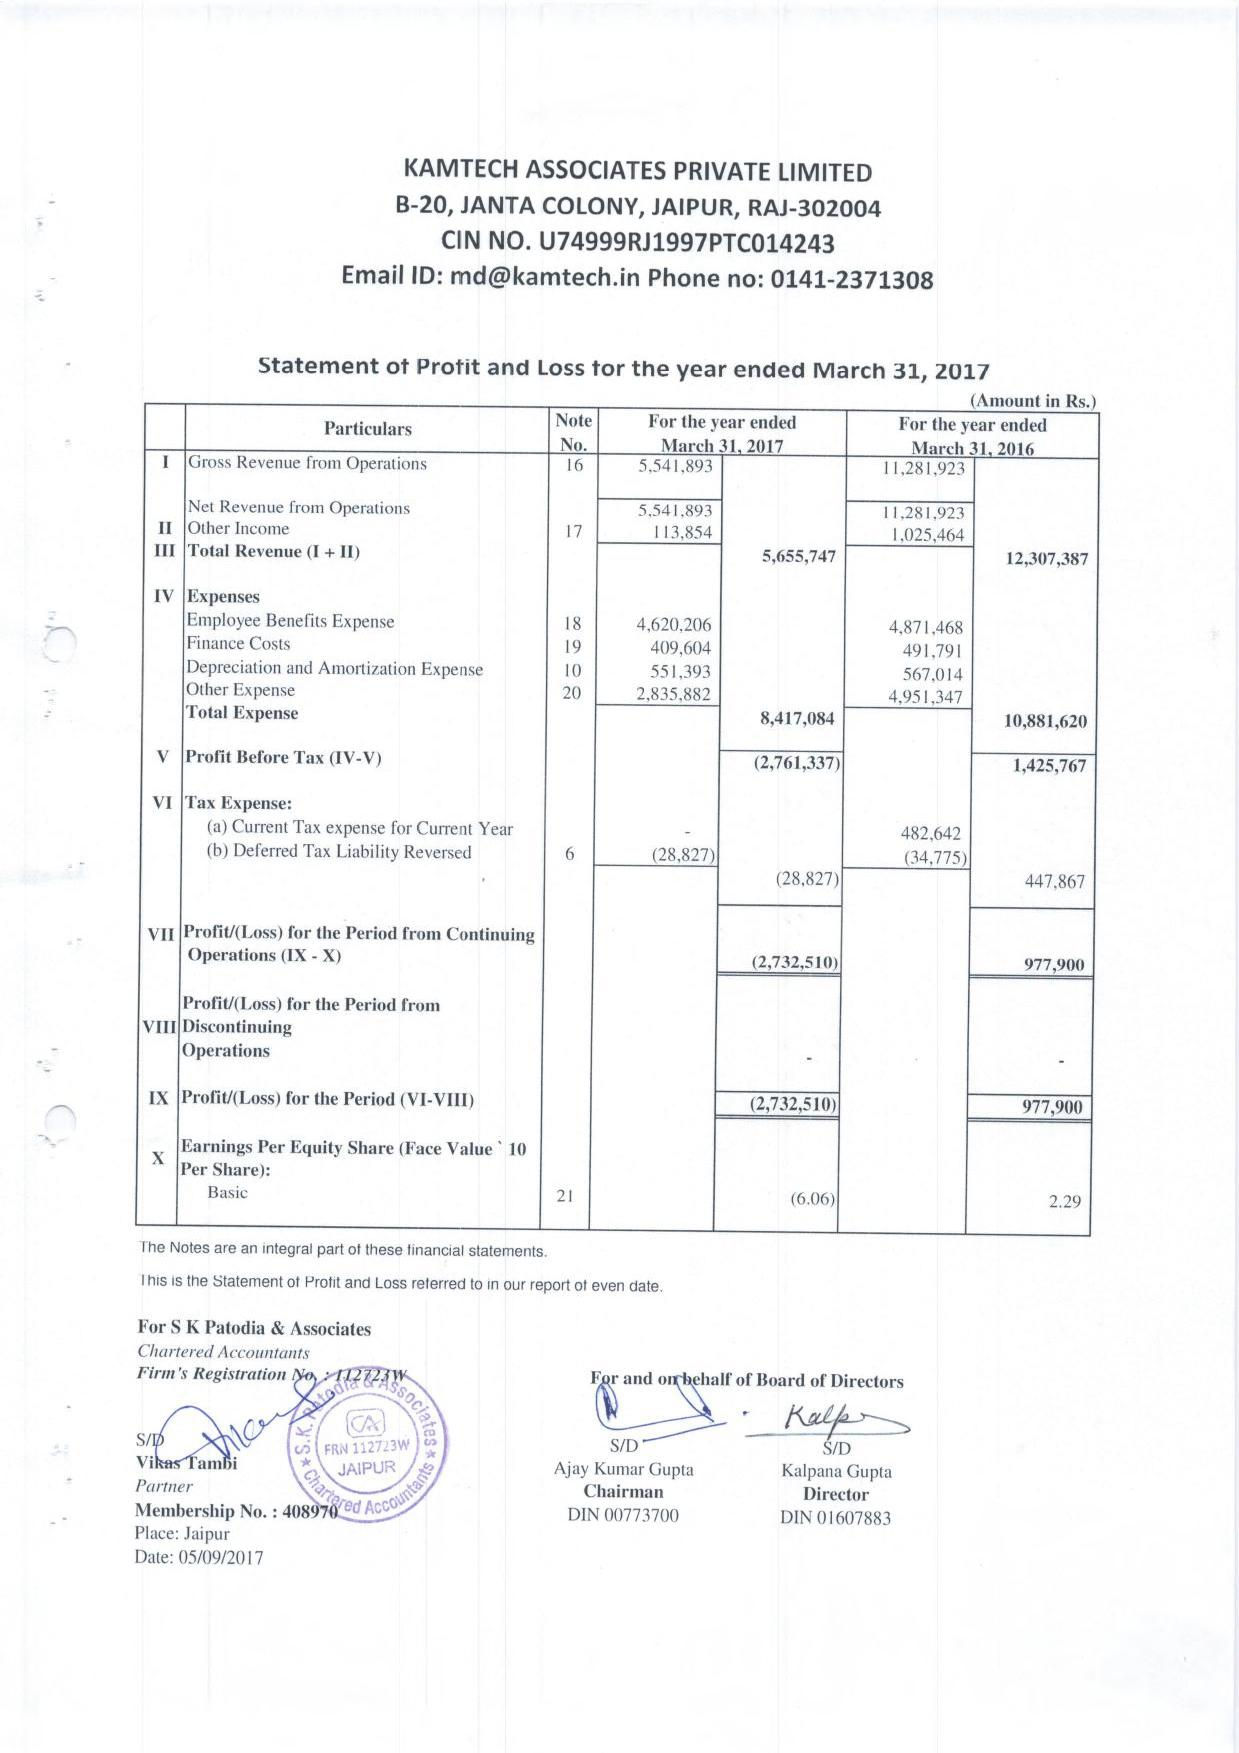 KAMTECH ASSOCIATES PRIVATE LIMITED
B-20, JANTA COLONY, JAIPUR, RAJ-302004
CIN NO. U74999RJ1997PTC014243
Email ID: md@kamtech.in Phone no: 0141-2371308
Statement of Profit and Loss for the year ended March 31, 2017
(Amount in Rs.)
Particulars Note No. For the year ended March 31, 2017 For the year ended March 31, 2016
I Gross Revenue from Operations 16 5,541,893 11,281,923
Net Revenue from Operations 5,541,893 11,281,923
II Other Income 17 113,854 1,025,464
III Total Revenue (I + II) 5,655,747 12,307,387
IV Expenses
Employee Benefits Expense 18 4,620,206 4,871,468
Finance Costs 19 409,604 491,791
Depreciation and Amortization Expense 10 551,393 567,014
Other Expense 20 2,835,882 4,951,347
Total Expense 8,417,084 10,881,620
V Profit Before Tax (IV-V) (2,761,337) 1,425,767
VI Tax Expense:
(a) Current Tax expense for Current Year - 482,642
(b) Deferred Tax Liability Reversed 6 (28,827) (34,775)
(28,827) 447,867
VII Profit/(Loss) for the Period from Continuing
Operations (IX - X) (2,732,510) 977,900
Profit/(Loss) for the Period from
VIII Discontinuing
Operations - -
IX Profit/(Loss) for the Period (VI-VIII) (2,732,510) 977,900
X Earnings Per Equity Share (Face Value ` 10
Per Share):
Basic 21 (6.06) 2.29
The Notes are an integral part of these financial statements.
This is the Statement of Profit and Loss referred to in our report of even date.
For S K Patodia & Associates
Chartered Accountants
Firm's Registration No. : 112723W
S/D
Vikas Tambi
Partner
Membership No. : 408970
Place: Jaipur
Date: 05/09/2017
S.K. Patodia & Associates
CA
FRN 112723W
JAIPUR
Chartered Accountants
For and on behalf of Board of Directors
Kalp
S/D S/D
Ajay Kumar Gupta Kalpana Gupta
Chairman Director
DIN 00773700 DIN 01607883